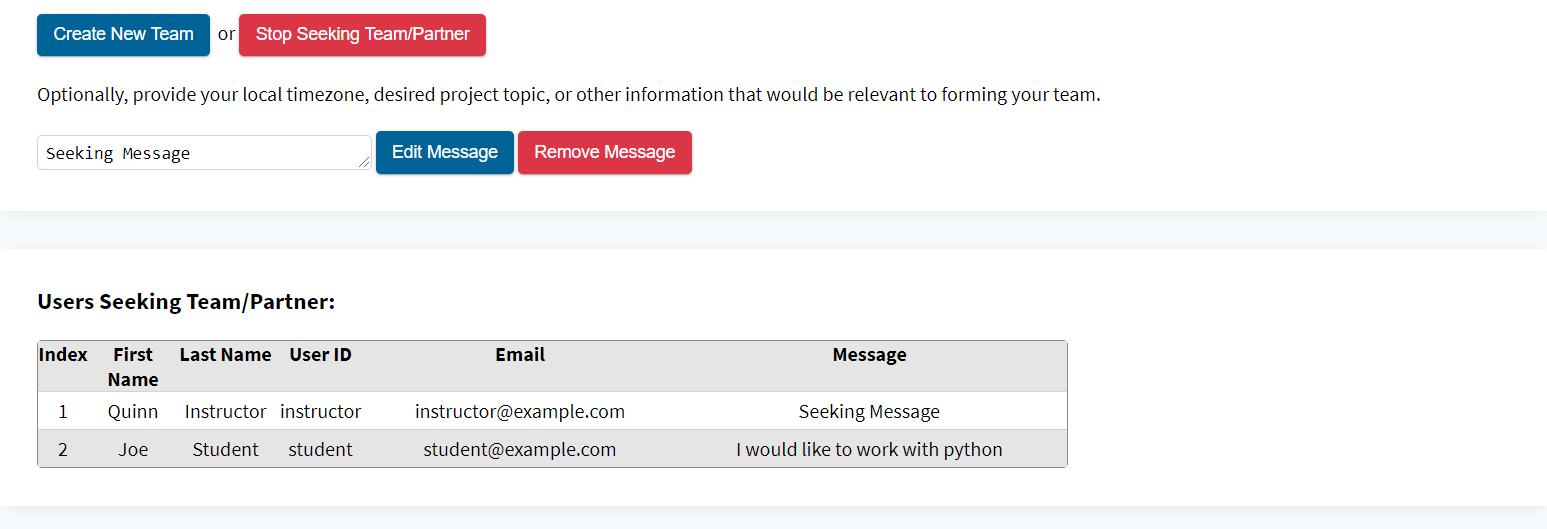 Create New Team or Stop Seeking Team/Partner
Optionally, provide your local timezone, desired project topic, or other information that would be relevant to forming your team.
Seeking Message Edit Message Remove Message
Users Seeking Team/Partner:
Index First Name Last Name User ID Email Message
1 Quinn Instructor instructor instructor@example.com Seeking Message
2 Joe Student student student@example.com I would like to work with python